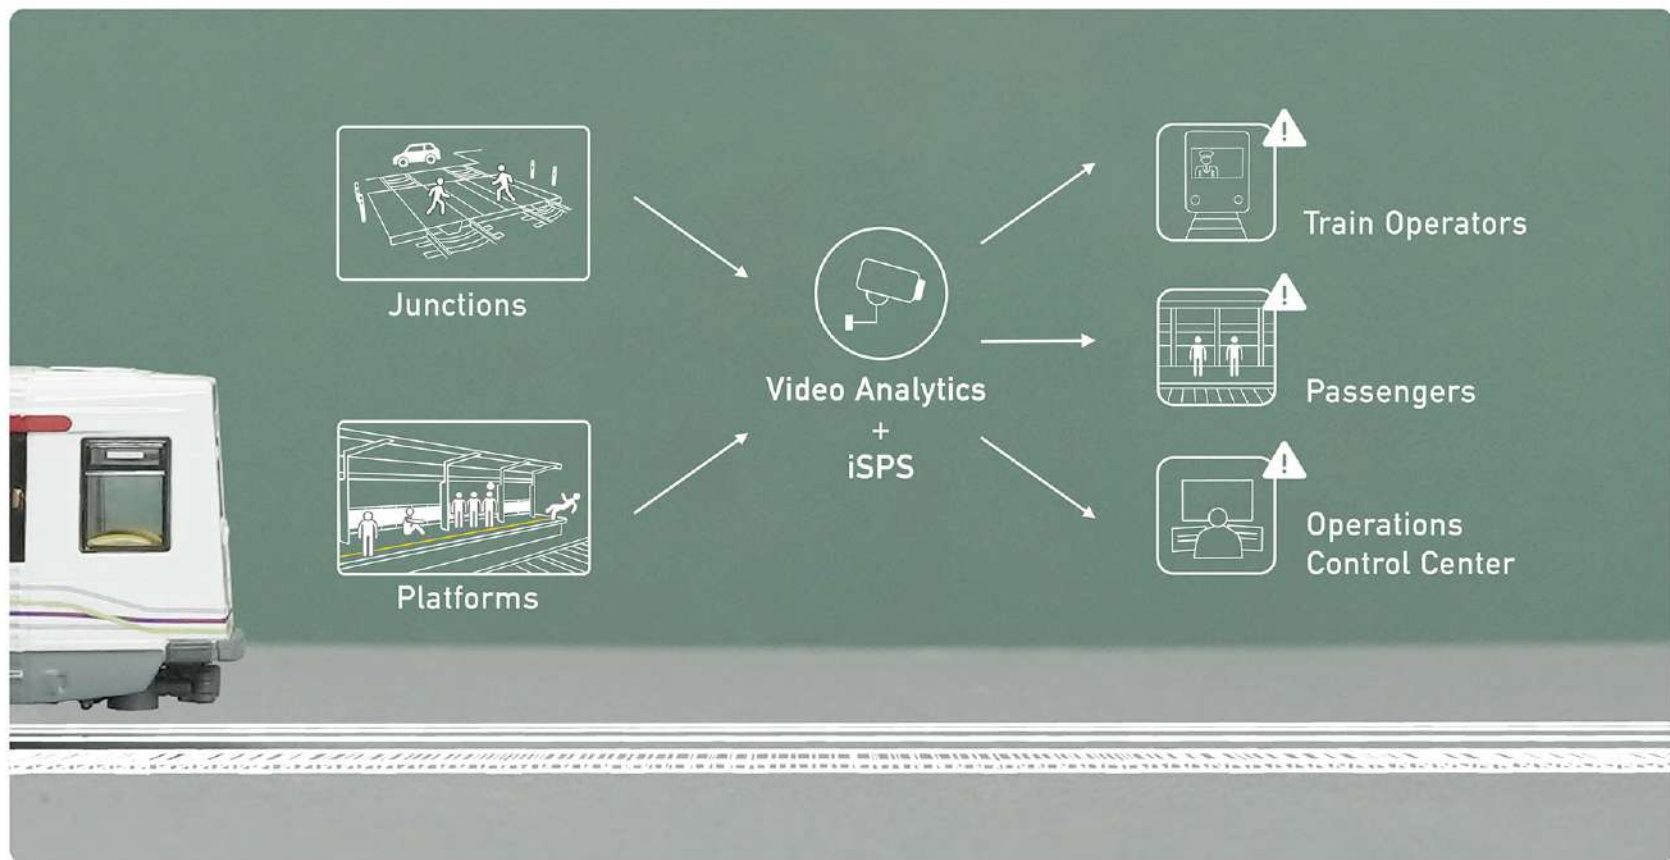 Junctions
Platforms
Video Analytics
+
iSPS
Train Operators
Passengers
Operations
Control Center